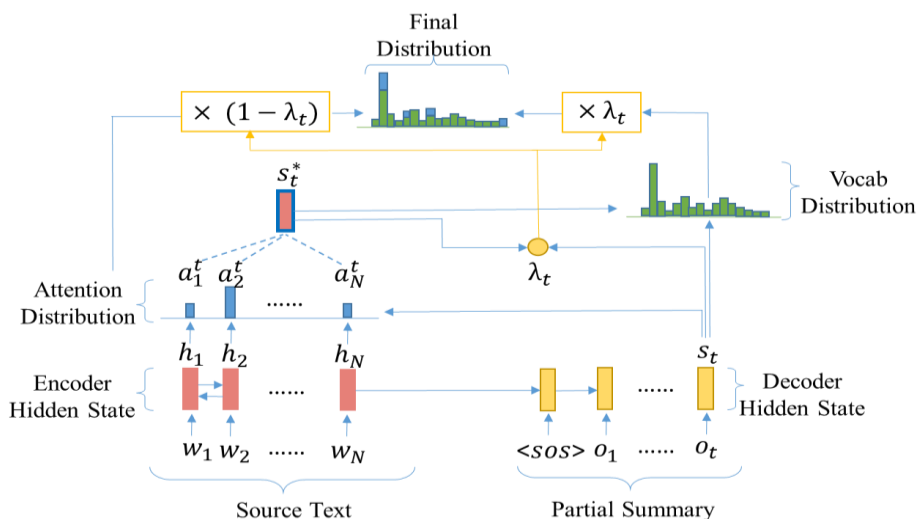 Final
Distribution
× (1 − λ_t)
× λ_t
s_t^*
Vocab
Distribution
λ_t
a_1^t a_2^t a_N^t
Attention
Distribution
......
h_1 h_2 h_N
s_t
Encoder
Hidden State
......
......
Decoder
Hidden State
w_1 w_2 ...... w_N
<sos> o_1 ...... o_t
Source Text
Partial Summary